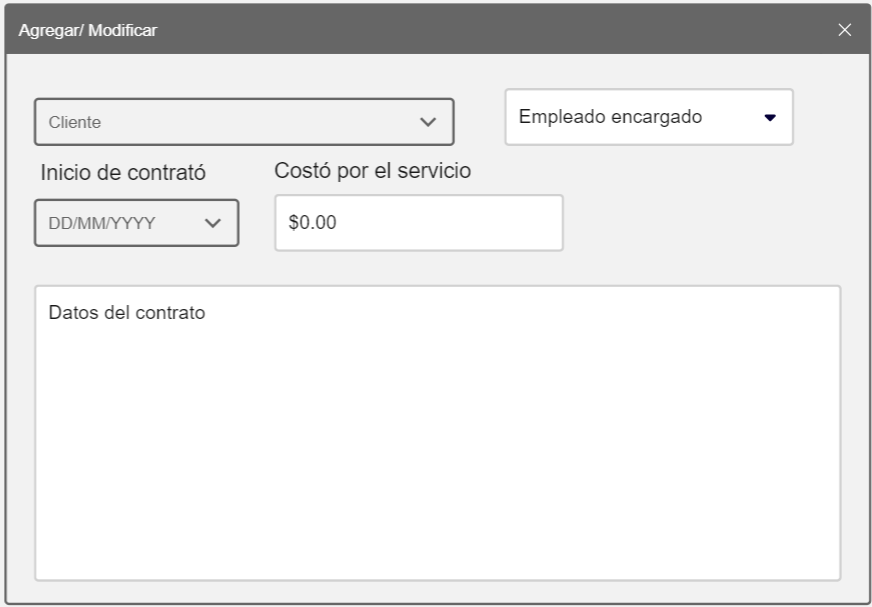 Agregar/ Modificar
Cliente
Empleado encargado
Inicio de contrató
Costó por el servicio
DD/MM/YYYY
$0.00
Datos del contrato